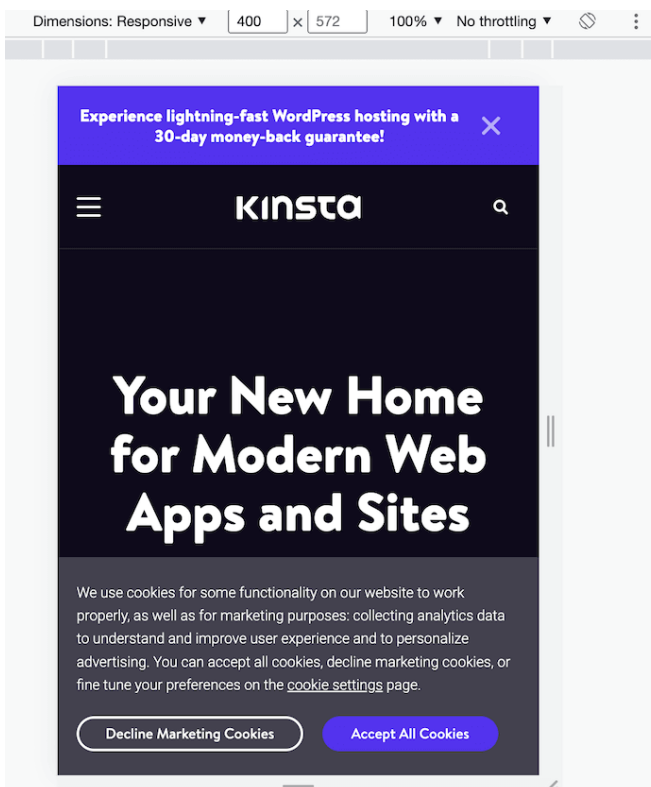 Dimensions: Responsive ▼ 400 × 572 100% ▼ No throttling ▼
Experience lightning-fast WordPress hosting with a
30-day money-back guarantee!
Kinsta
Your New Home
for Modern Web
Apps and Sites
We use cookies for some functionality on our website to work
properly, as well as for marketing purposes: collecting analytics data
to understand and improve user experience and to personalize
advertising. You can accept all cookies, decline marketing cookies, or
fine tune your preferences on the cookie settings page.
Decline Marketing Cookies Accept All Cookies